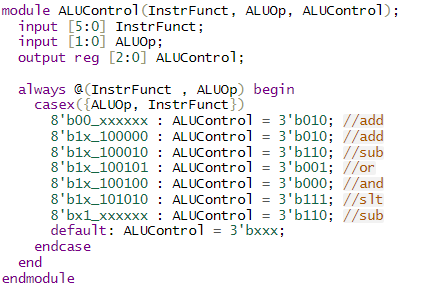 module ALUControl(InstrFunct, ALUOp, ALUControl);
  input [5:0] InstrFunct;
  input [1:0] ALUOp;
  output reg [2:0] ALUControl;

  always @(InstrFunct , ALUOp) begin
    casex({ALUOp, InstrFunct})
      8'b00_xxxxxx : ALUControl = 3'b010; //add
      8'b1x_100000 : ALUControl = 3'b010; //add
      8'b1x_100010 : ALUControl = 3'b110; //sub
      8'b1x_100101 : ALUControl = 3'b001; //or
      8'b1x_100100 : ALUControl = 3'b000; //and
      8'b1x_101010 : ALUControl = 3'b111; //slt
      8'bx1_xxxxxx : ALUControl = 3'b110; //sub
      default: ALUControl = 3'bxxx;
    endcase
  end
endmodule